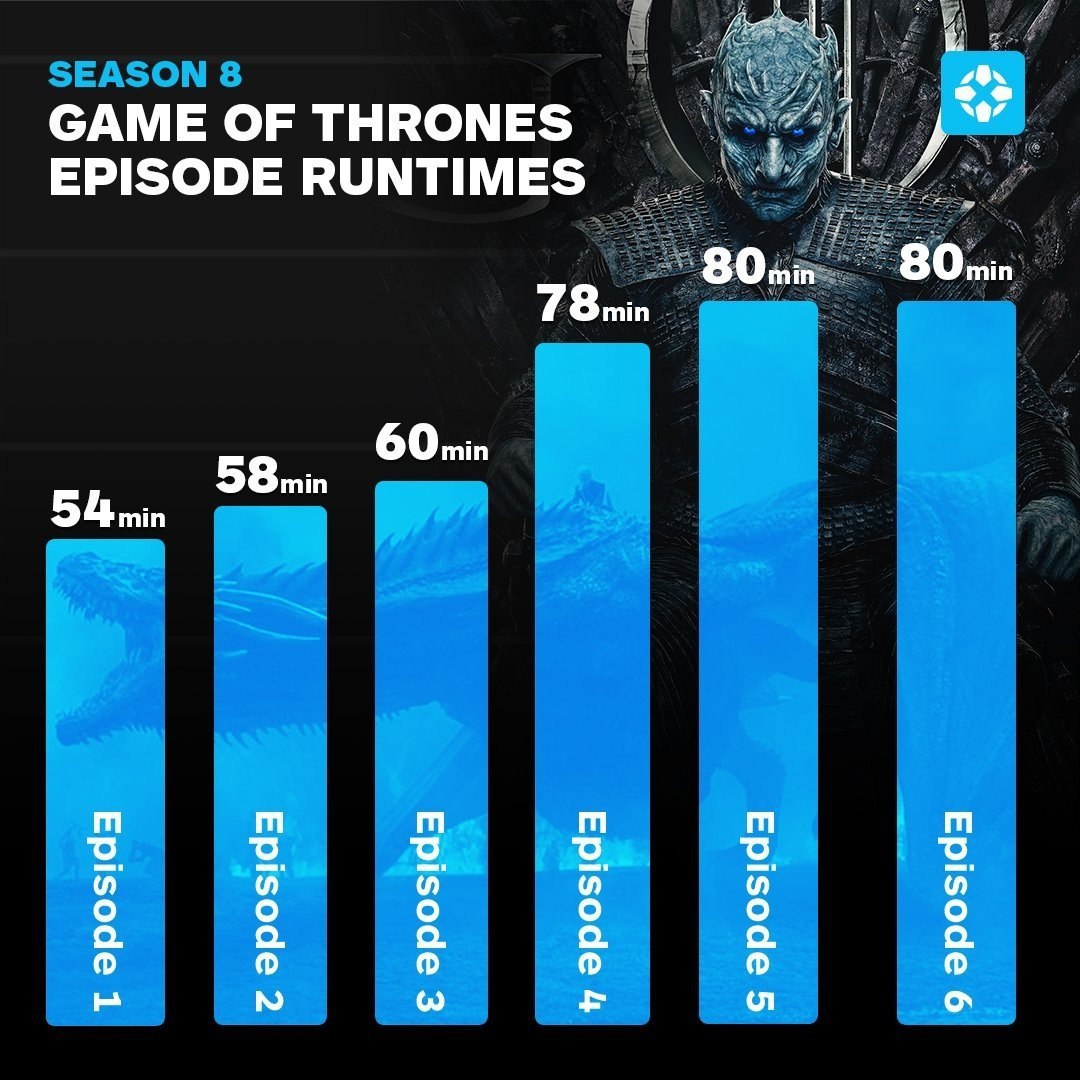 SEASON 8
GAME OF THRONES
EPISODE RUNTIMES
54min
58min
60min
78min
80min
80min
Episode 1
Episode 2
Episode 3
Episode 4
Episode 5
Episode 6